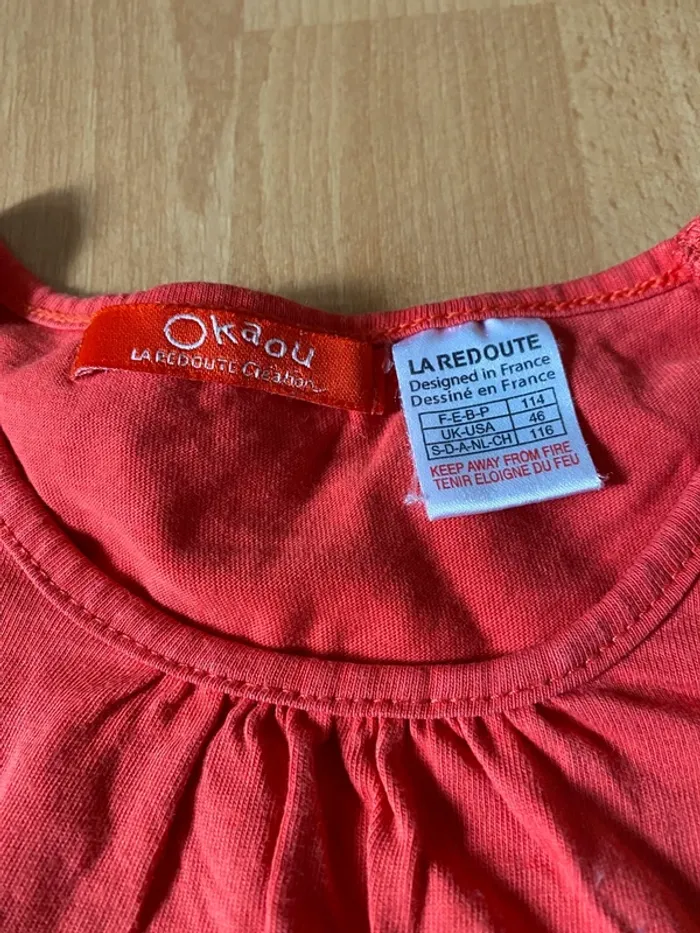 Okaou
LA REDOUTE Création
LA REDOUTE
Designed in France
Dessiné en France
F-E-B-P 114
UK-USA 46
S-D-A-NL-CH 116
KEEP AWAY FROM FIRE
TENIR ELOIGNE DU FEU